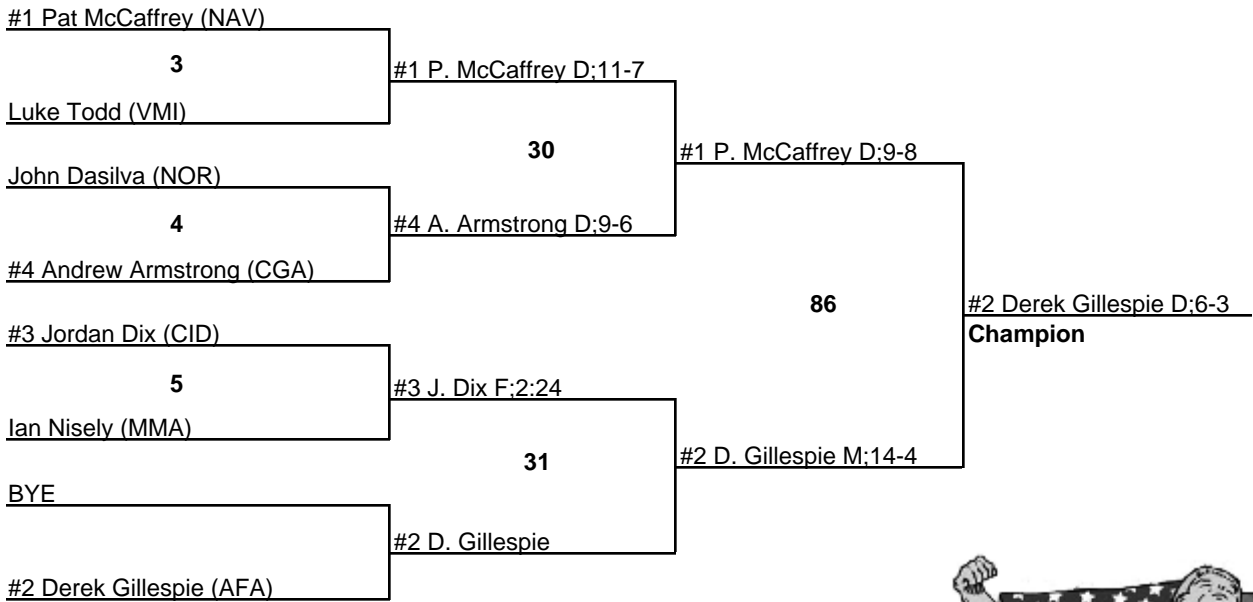 #1 Pat McCaffrey (NAV)
3
Luke Todd (VMI)
#1 P. McCaffrey D;11-7
John Dasilva (NOR)
4
#4 Andrew Armstrong (CGA)
#4 A. Armstrong D;9-6
30
#1 P. McCaffrey D;9-8
#3 Jordan Dix (CID)
5
Ian Nisely (MMA)
#3 J. Dix F;2:24
BYE
#2 Derek Gillespie (AFA)
#2 D. Gillespie
31
#2 D. Gillespie M;14-4
86
#2 Derek Gillespie D;6-3
Champion